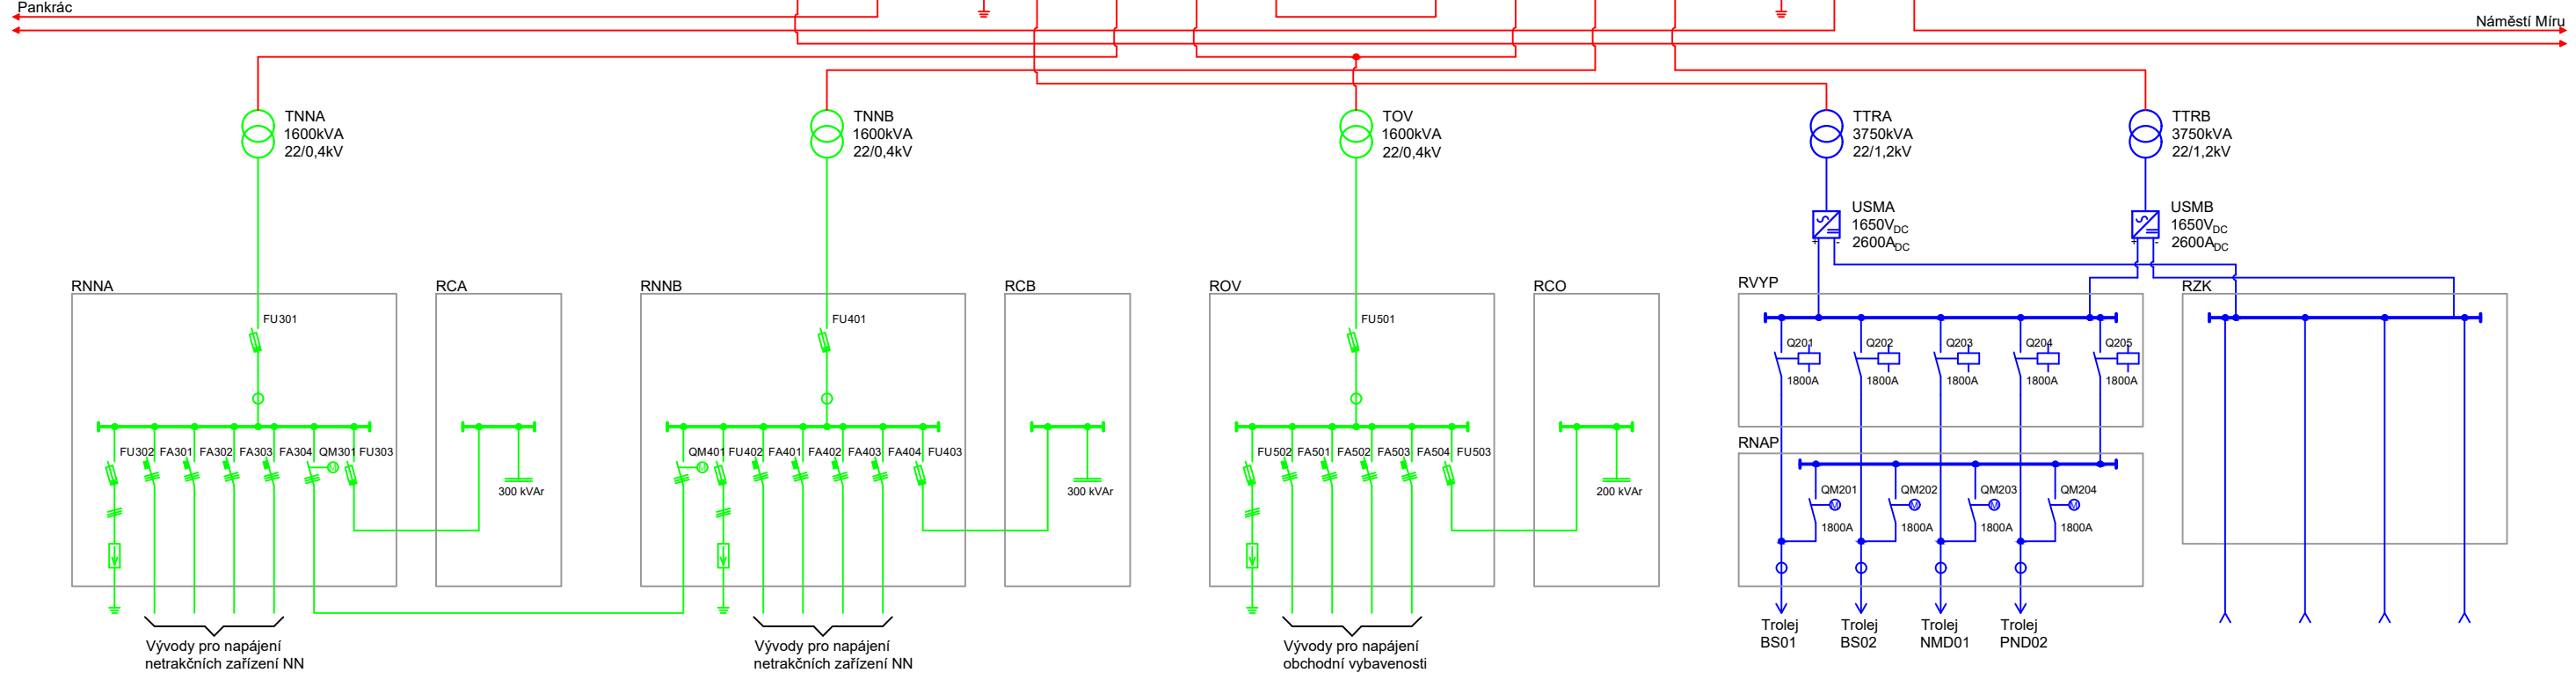 Pankrác
Náměstí Míru
TNNA
1600kVA
22/0,4kV
TNNB
1600kVA
22/0,4kV
TOV
1600kVA
22/0,4kV
TTRA
3750kVA
22/1,2kV
TTRB
3750kVA
22/1,2kV
USMA
1650VDC
2600ADC
+ -
USMB
1650VDC
2600ADC
+ -
RNNA
FU301
FU302 FA301 FA302 FA303 FA304 QM301 FU303
M
RCA
300 kVAr
RNNB
FU401
QM401 FU402 FA401 FA402 FA403 FA404 FU403
M
RCB
300 kVAr
ROV
FU501
FU502 FA501 FA502 FA503 FA504 FU503
RCO
200 kVAr
RVYP
Q201 Q202 Q203 Q204 Q205
1800A 1800A 1800A 1800A 1800A
RNAP
QM201 QM202 QM203 QM204
M M M M
1800A 1800A 1800A 1800A
RZK
Vývody pro napájení
netrakčních zařízení NN
Vývody pro napájení
netrakčních zařízení NN
Vývody pro napájení
obchodní vybavenosti
Trolej
BS01
Trolej
BS02
Trolej
NMD01
Trolej
PND02